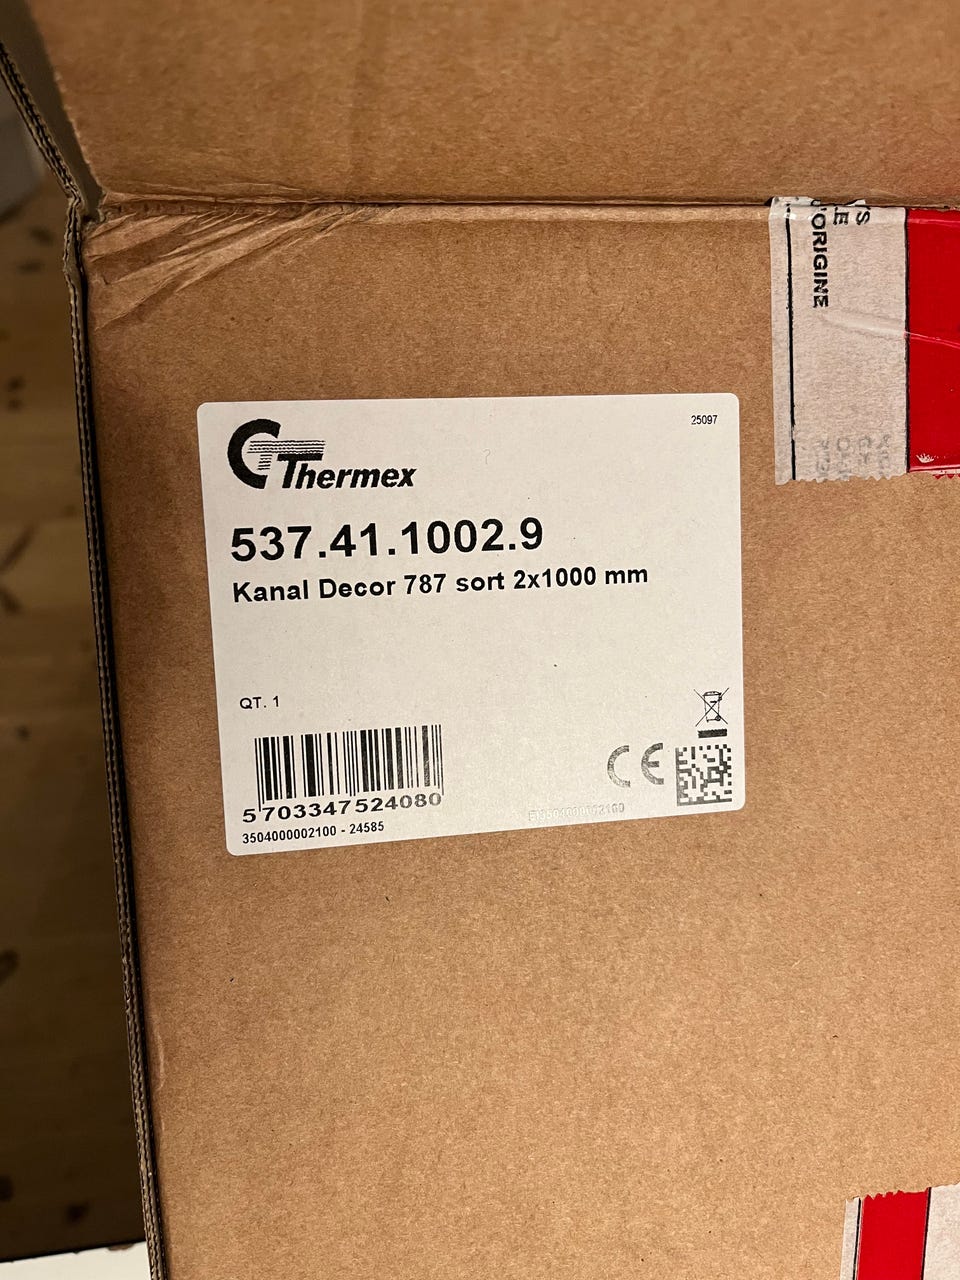 S
LE
D'ORIGINE
25097
Thermex
537.41.1002.9
Kanal Decor 787 sort 2x1000 mm
QT. 1
CE
5703347524080
3504000002100 - 24585